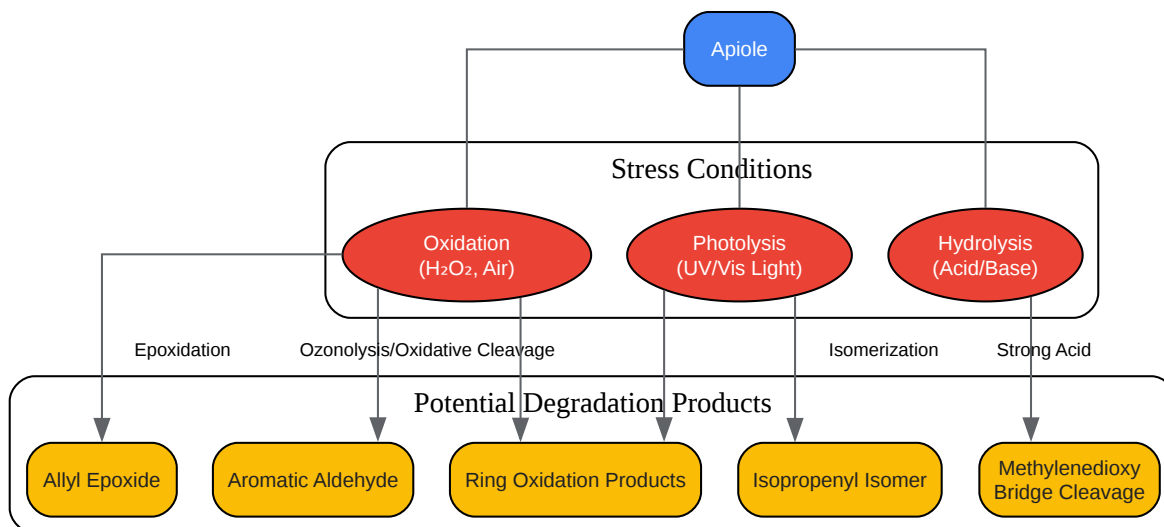 Apiole
Stress Conditions
Oxidation
(H₂O₂, Air)
Photolysis
(UV/Vis Light)
Hydrolysis
(Acid/Base)
Epoxidation
Ozonolysis/Oxidative Cleavage
Isomerization
Strong Acid
Potential Degradation Products
Allyl Epoxide
Aromatic Aldehyde
Ring Oxidation Products
Isopropenyl Isomer
Methylenedioxy
Bridge Cleavage